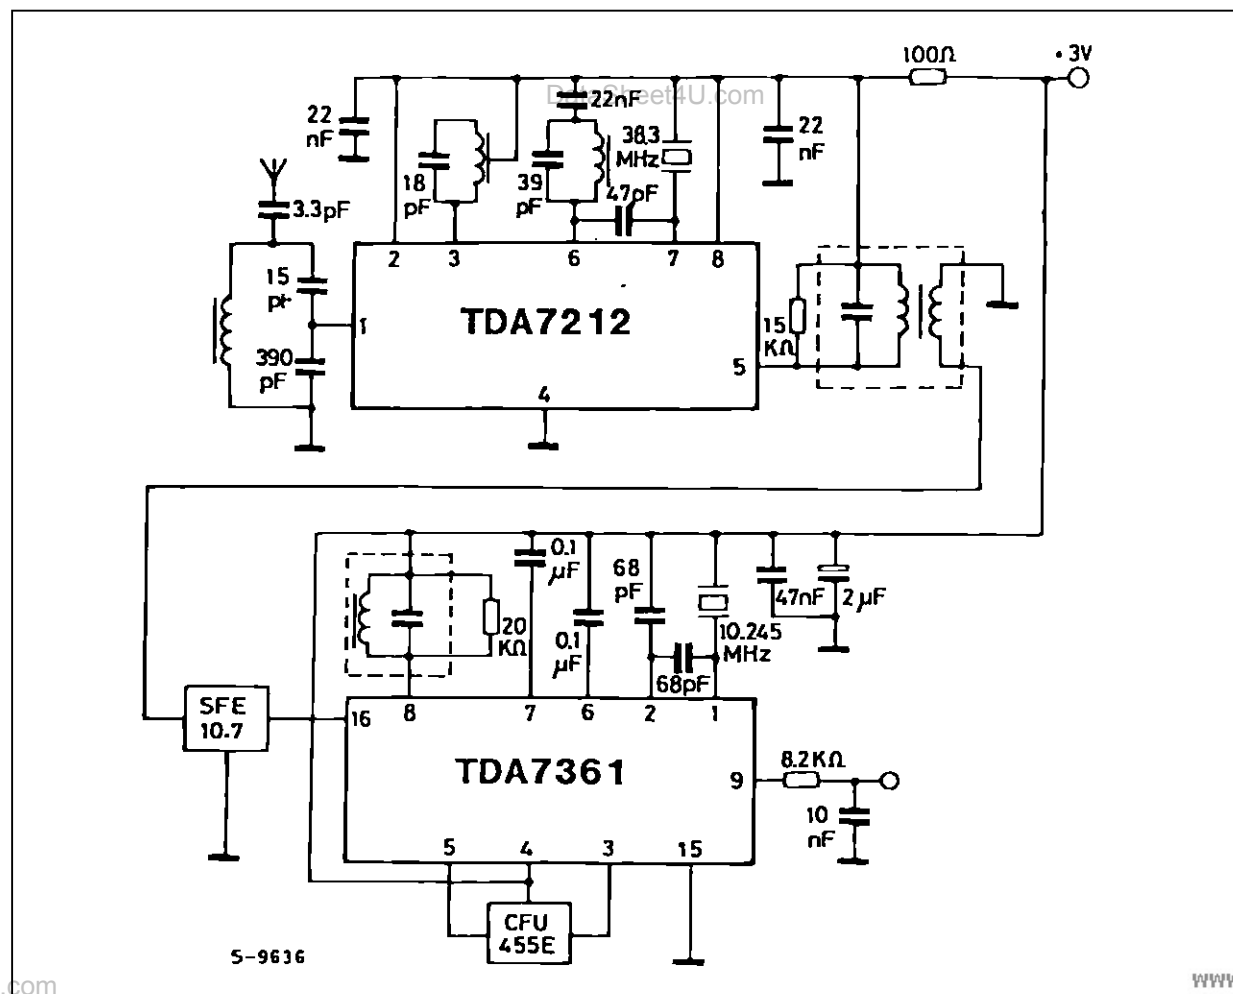 100Ω
· 3V
DataSheet4U.com
22nF
22
nF
38.3
MHz
22
nF
18
pF
39
pF
47pF
3.3pF
2
3
6
7
8
15
1
TDA7212
15
KΩ
390
pF
5
4
0.1
µF
68
pF
47nF
2µF
20
KΩ
0.1
µF
10.245
MHz
68pF
SFE
10.7
16
8
7
6
2
1
TDA7361
9
8.2KΩ
10
nF
5
4
3
15
CFU
455E
S-9636
.com
www